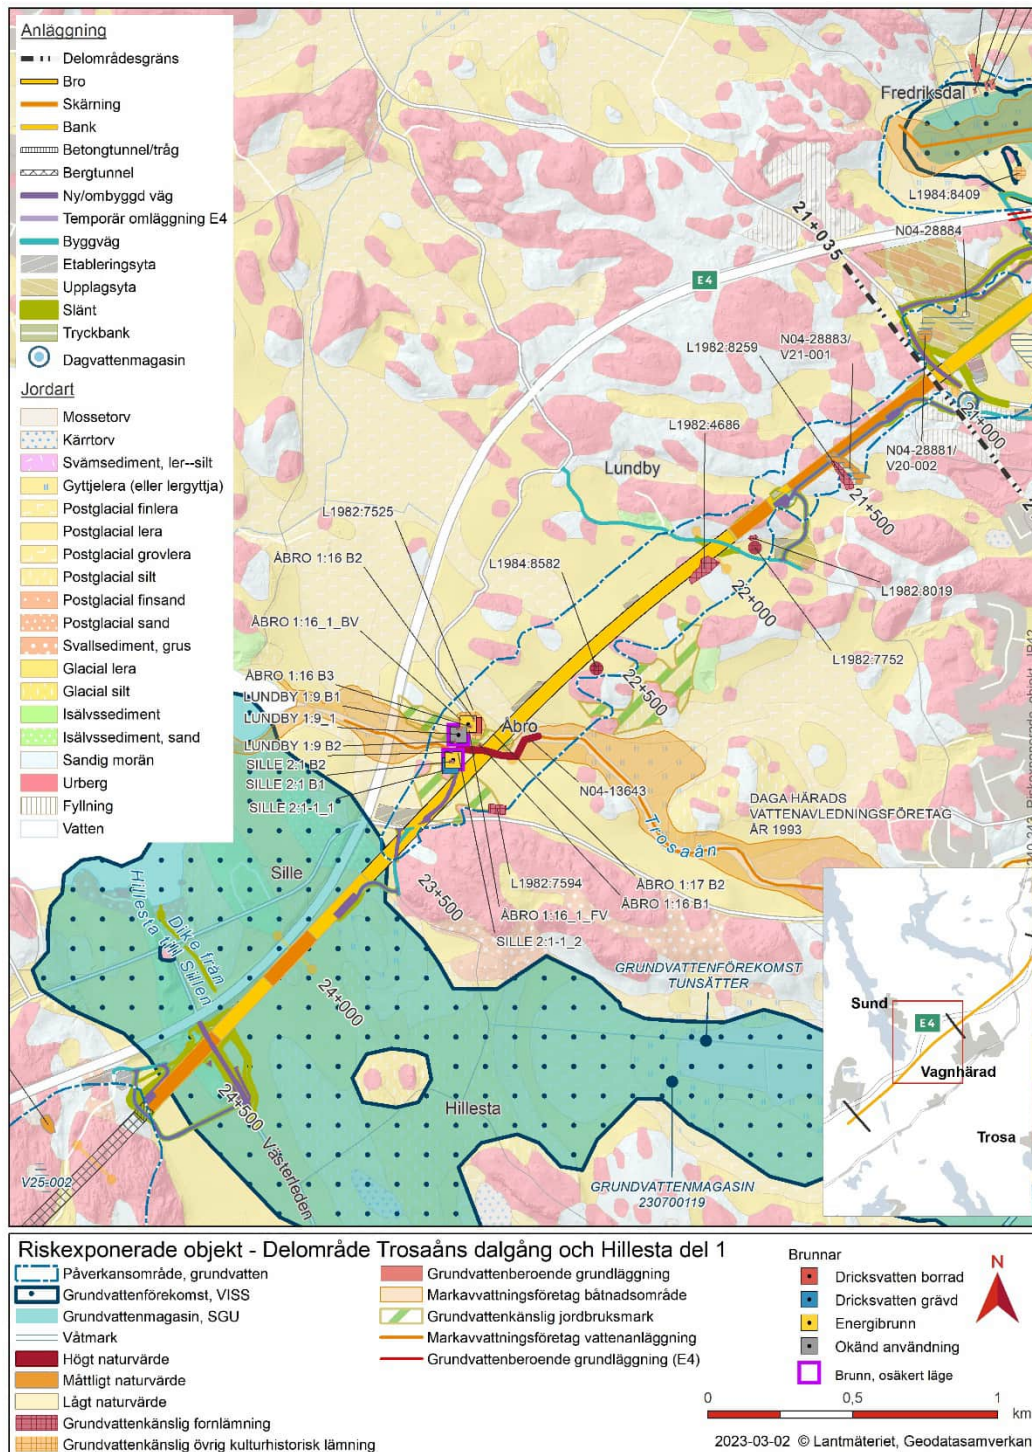 Anläggning
Delområdesgräns
Bro
Skärning
Bank
Betongtunnel/tråg
Bergtunnel
Ny/ombyggd väg
Temporär omläggning E4
Byggväg
Etableringsyta
Upplagsyta
Slänt
Tryckbank
Dagvattenmagasin
Jordart
Mossetorv
Kärrtorv
Svämsediment, ler--silt
Gyttjelera (eller lergyttja)
Postglacial finlera
Postglacial lera
Postglacial grovlera
Postglacial silt
Postglacial finsand
Postglacial sand
Svallsediment, grus
Glacial lera
Glacial silt
Isälvssediment
Isälvssediment, sand
Sandig morän
Urberg
Fyllning
Vatten
Fredriksdal
L1984:8409
21+035
N04-28884
E4
N04-28883/
V21-001
L1982:8259
L1982:4686
21+000
N04-28881/
V20-002
Lundby
21+500
L1982:7525
ÅBRO 1:16 B2
L1984:8582
L1982:8019
22+000
ÅBRO 1:16_1_BV
L1982:7752
ÅBRO 1:16 B3
22+500
LUNDBY 1:9 B1
LUNDBY 1:9_1
Åbro
LUNDBY 1:9 B2
SILLE 2:1 B2
SILLE 2:1 B1
SILLE 2:1-1_1
N04-13643
DAGA HÄRADS
VATTENAVLEDNINGSFÖRETAG
ÅR 1993
Trosaån
Sille
L1982:7594
ÅBRO 1:17 B2
ÅBRO 1:16 B1
23+500
ÅBRO 1:16_1_FV
SILLE 2:1-1_2
Dike från
Hillesta till Sillen
GRUNDVATTENFÖREKOMST
TUNSÄTTER
24+000
Sund
E4
Vagnhärad
Hillesta
24+500
Västerleden
Trosa
V25-002
GRUNDVATTENMAGASIN
230700119
Riskexponerade objekt - Delområde Trosaåns dalgång och Hillesta del 1
Påverkansområde, grundvatten
Grundvattenförekomst, VISS
Grundvattenmagasin, SGU
Våtmark
Högt naturvärde
Måttligt naturvärde
Lågt naturvärde
Grundvattenkänslig fornlämning
Grundvattenkänslig övrig kulturhistorisk lämning
Grundvattenberoende grundläggning
Markavvattningsföretag båtnadsområde
Grundvattenkänslig jordbruksmark
Markavvattningsföretag vattenanläggning
Grundvattenberoende grundläggning (E4)
Brunnar
Dricksvatten borrad
Dricksvatten grävd
Energibrunn
Okänd användning
Brunn, osäkert läge
N
0 0,5 1
km
2023-03-02 © Lantmäteriet, Geodatasamverkan